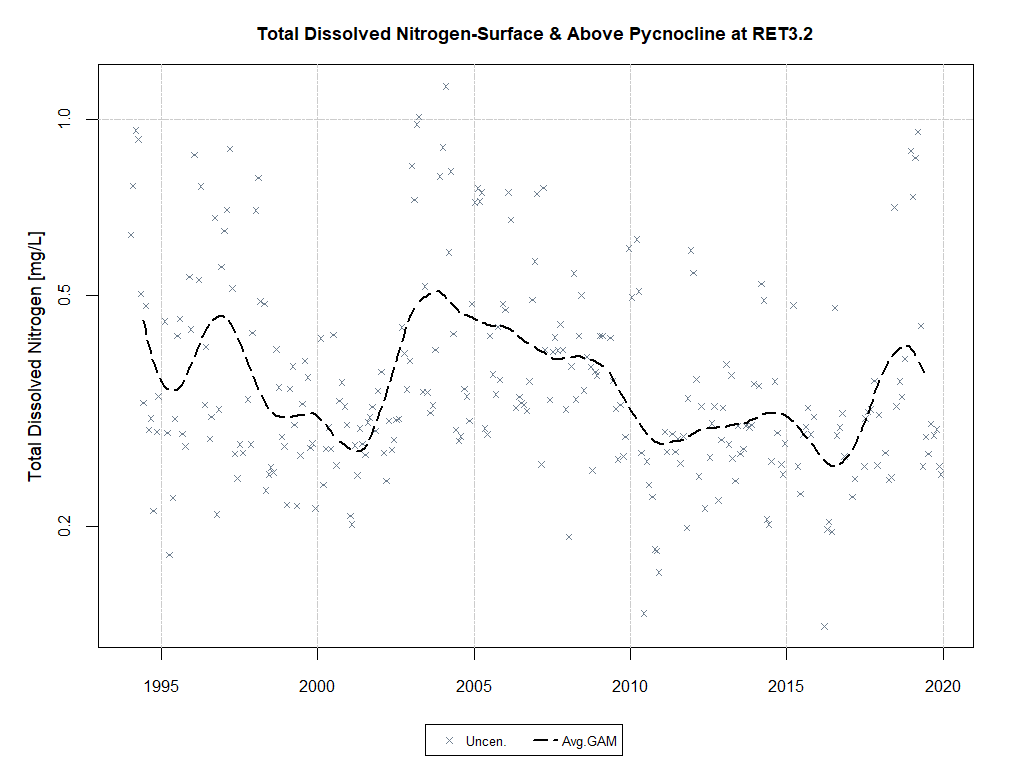 Total Dissolved Nitrogen-Surface & Above Pycnocline at RET3.2
Total Dissolved Nitrogen [mg/L]
1.0
0.5
0.2
1995 2000 2005 2010 2015 2020
Uncen. Avg.GAM